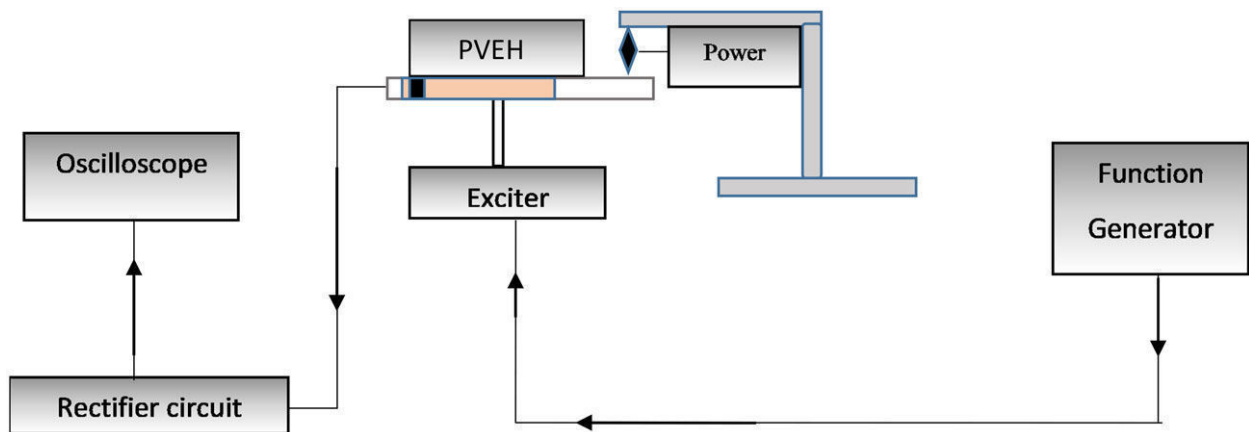 PVEH
Power
Oscilloscope
Exciter
Function
Generator
Rectifier circuit